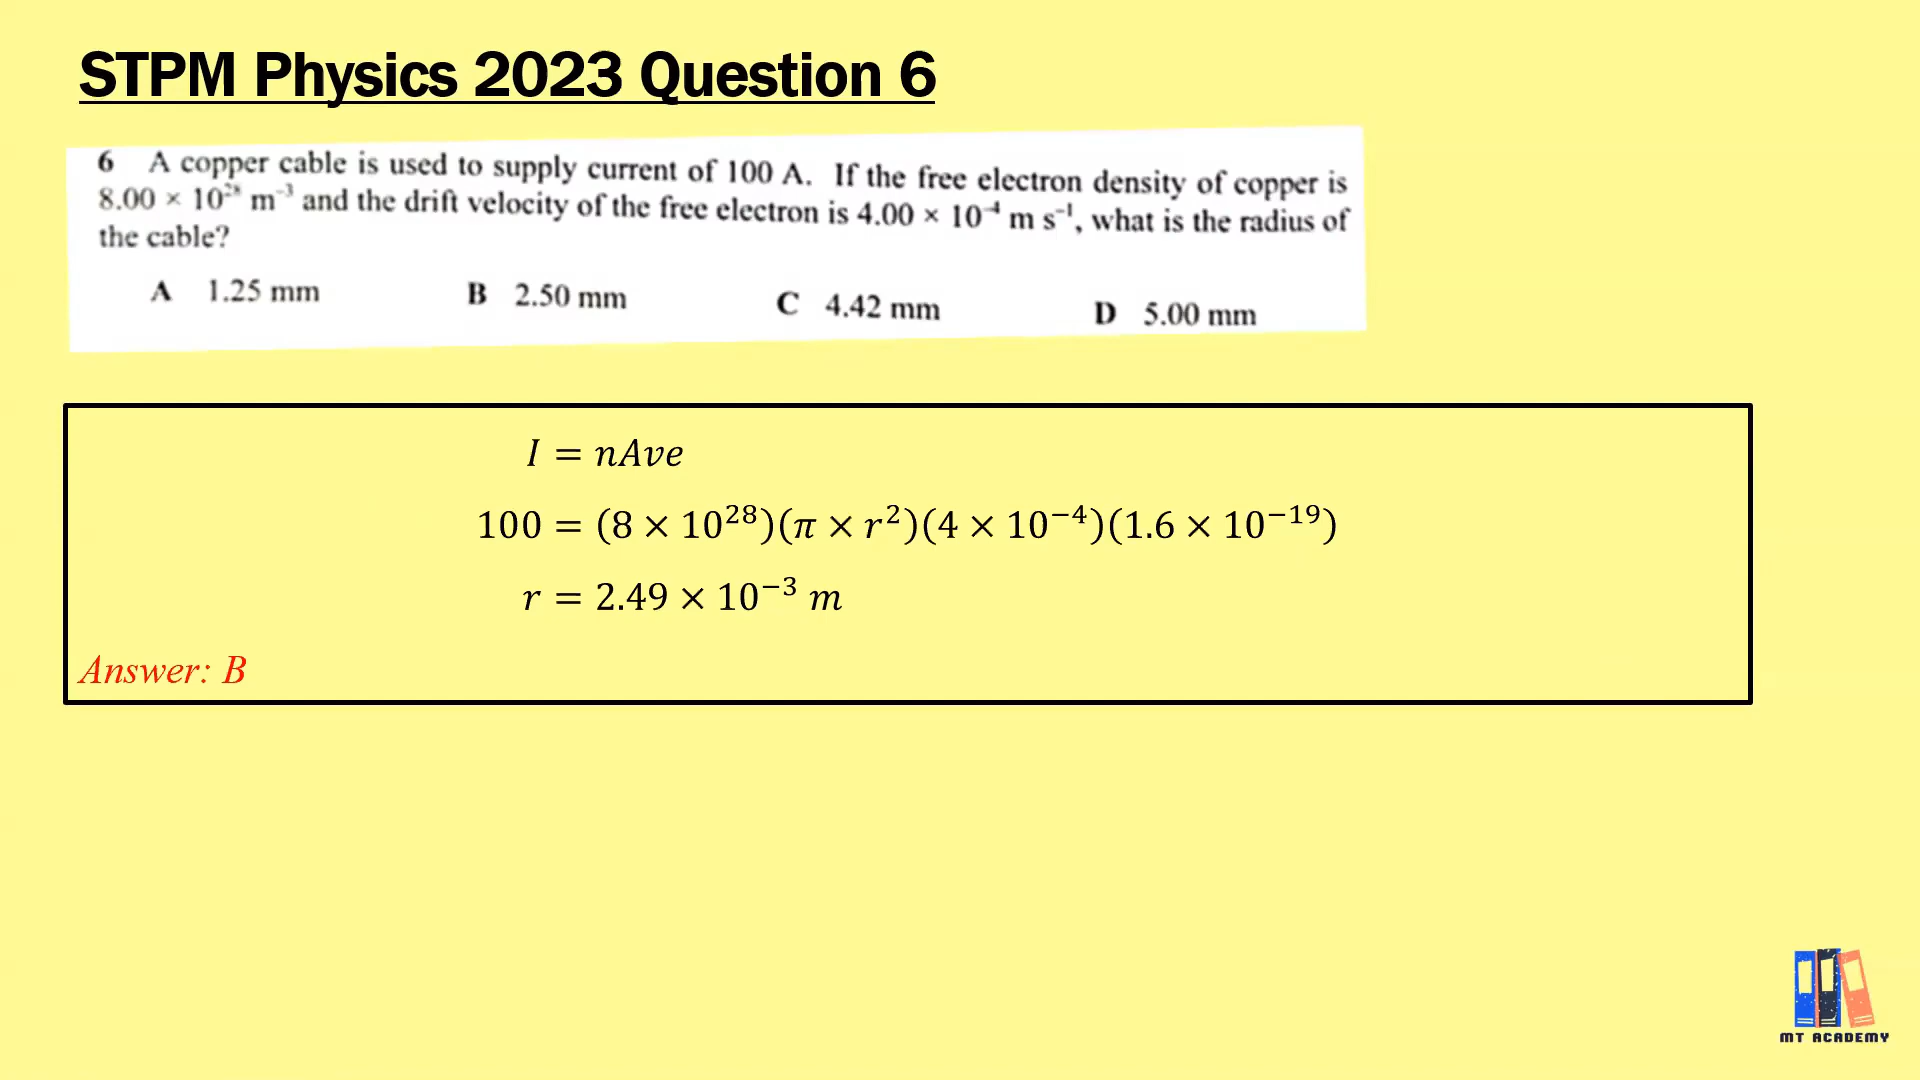 STPM Physics 2023 Question 6
6 A copper cable is used to supply current of 100 A. If the free electron density of copper is
8.00 × 10²⁸ m⁻³ and the drift velocity of the free electron is 4.00 × 10⁻⁴ m s⁻¹, what is the radius of
the cable?
A 1.25 mm B 2.50 mm C 4.42 mm D 5.00 mm
I = nAve
100 = (8 × 10²⁸)(π × r²)(4 × 10⁻⁴)(1.6 × 10⁻¹⁹)
r = 2.49 × 10⁻³ m
Answer: B
MT ACADEMY